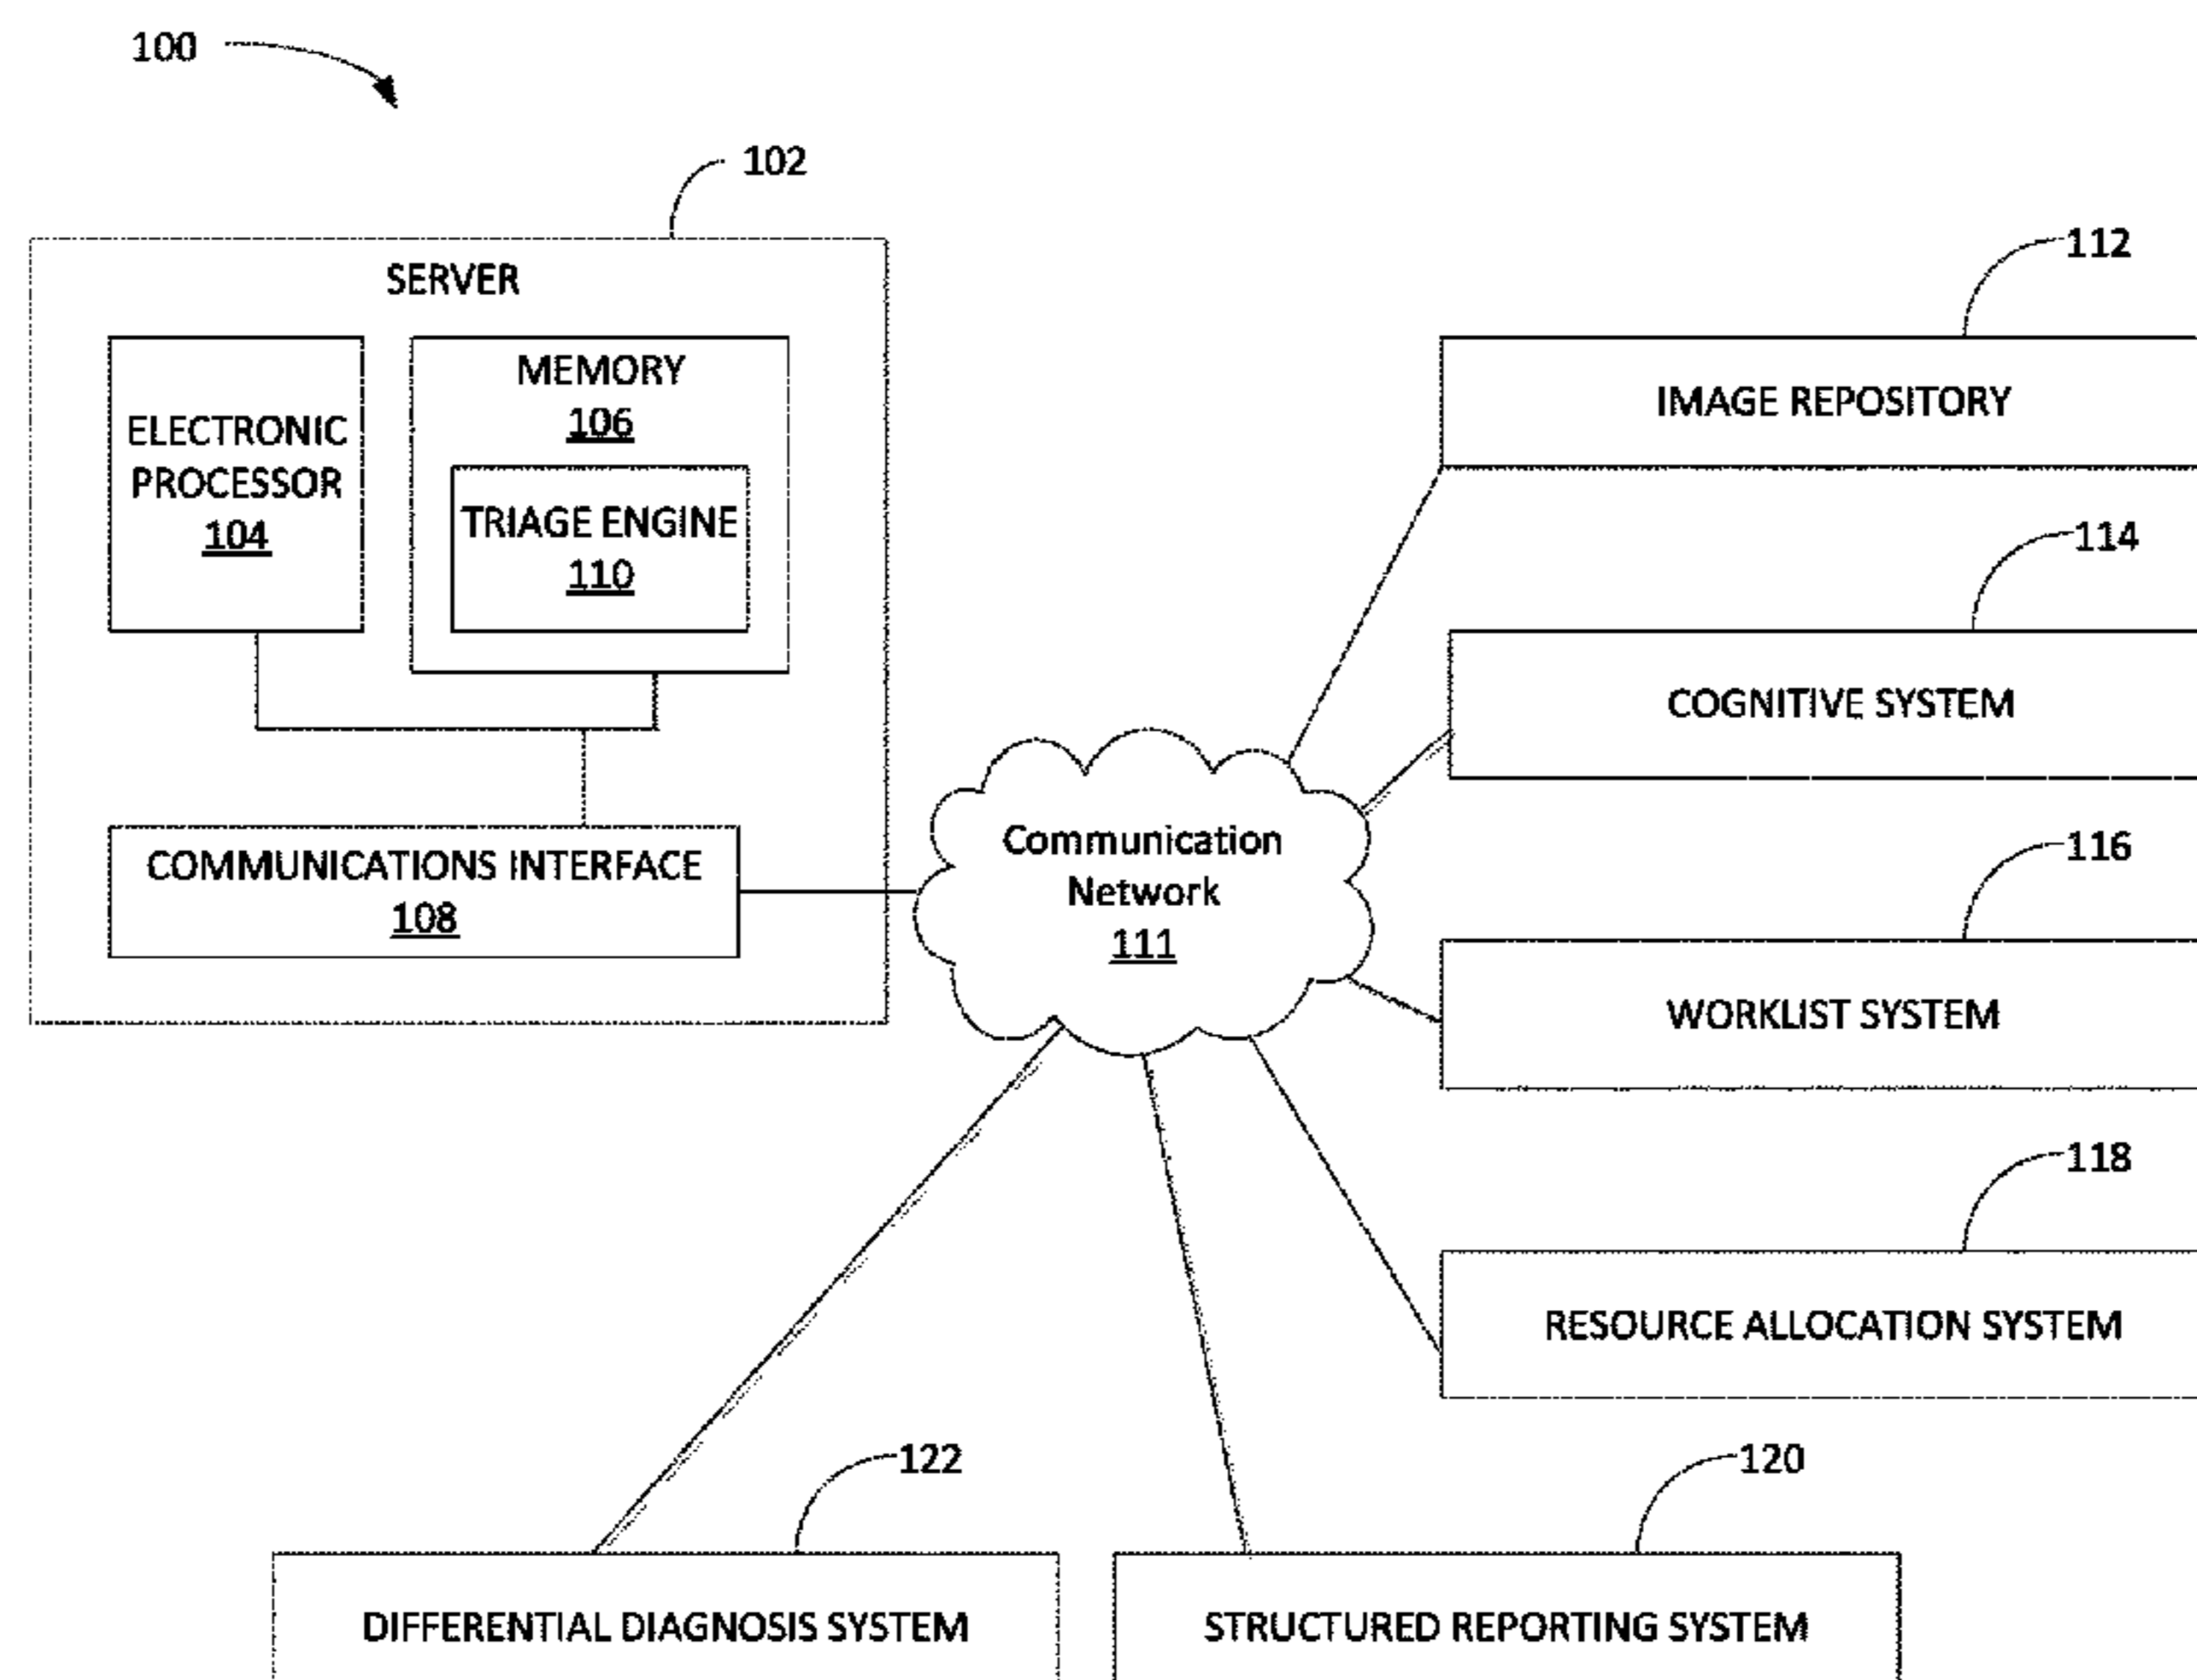 100
102
SERVER
ELECTRONIC
PROCESSOR
104
MEMORY
106
TRIAGE ENGINE
110
COMMUNICATIONS INTERFACE
108
Communication
Network
111
112
IMAGE REPOSITORY
114
COGNITIVE SYSTEM
116
WORKLIST SYSTEM
118
RESOURCE ALLOCATION SYSTEM
122
DIFFERENTIAL DIAGNOSIS SYSTEM
120
STRUCTURED REPORTING SYSTEM